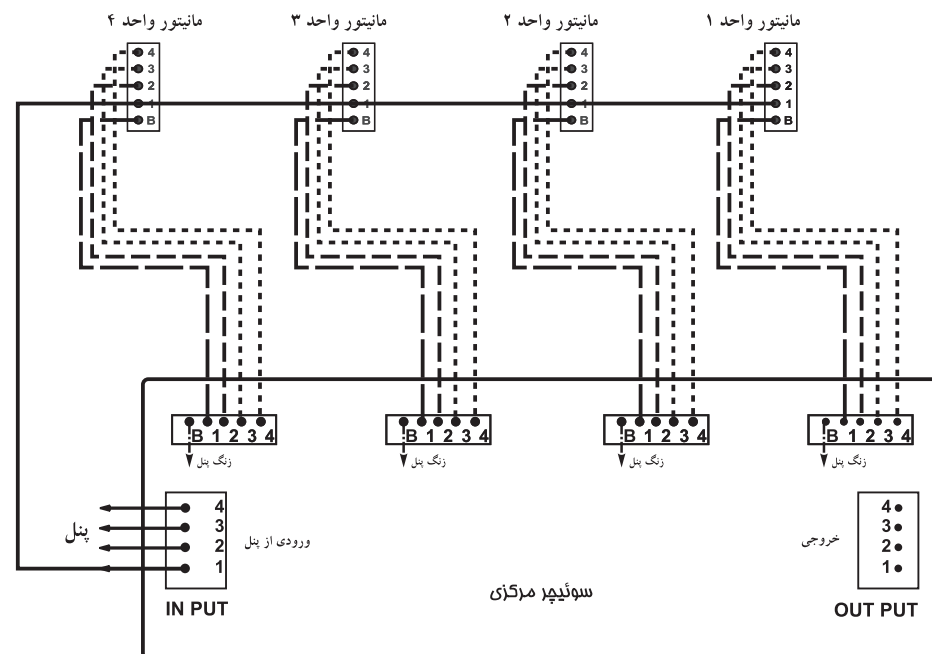 مانیتور واحد ۱
مانیتور واحد ۲
مانیتور واحد ۳
مانیتور واحد ۴
4
3
2
1
B
4
3
2
1
B
4
3
2
1
B
4
3
2
1
B
B 1 2 3 4
B 1 2 3 4
B 1 2 3 4
B 1 2 3 4
زنگ پنل
زنگ پنل
زنگ پنل
زنگ پنل
پنل
4
3
2
1
ورودی از پنل
IN PUT
سوئیچر مرکزی
خروجی
4
3
2
1
OUT PUT